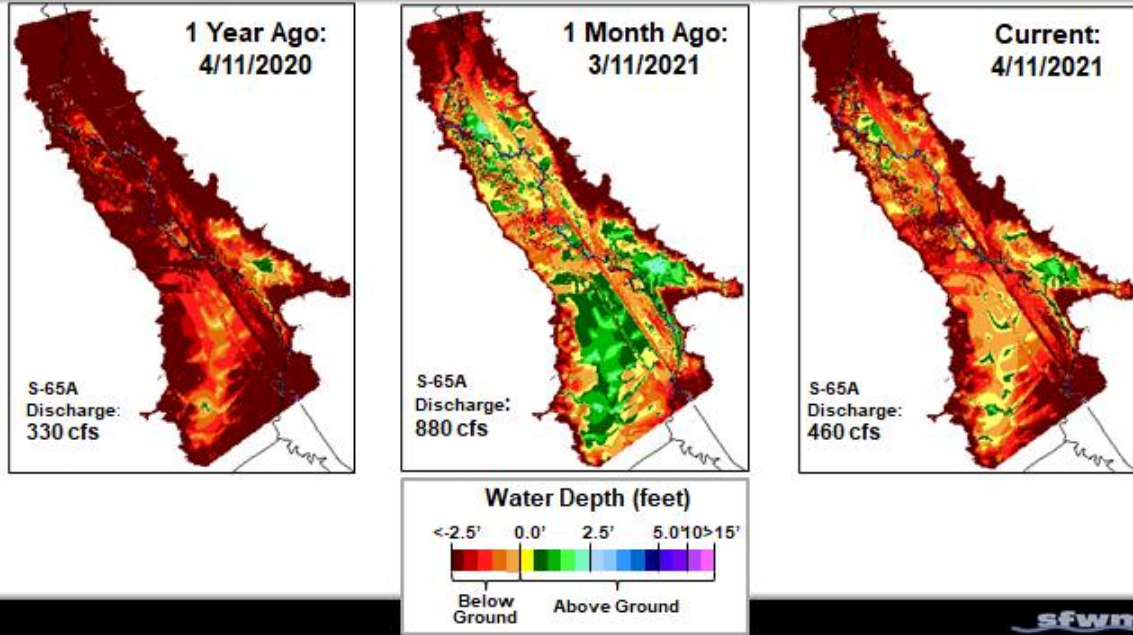 1 Year Ago:
4/11/2020
S-65A
Discharge:
330 cfs
1 Month Ago:
3/11/2021
S-65A
Discharge:
880 cfs
Current:
4/11/2021
S-65A
Discharge:
460 cfs
Water Depth (feet)
<-2.5' 0.0' 2.5' 5.0'10>15'
Below
Ground
Above Ground
sfwm